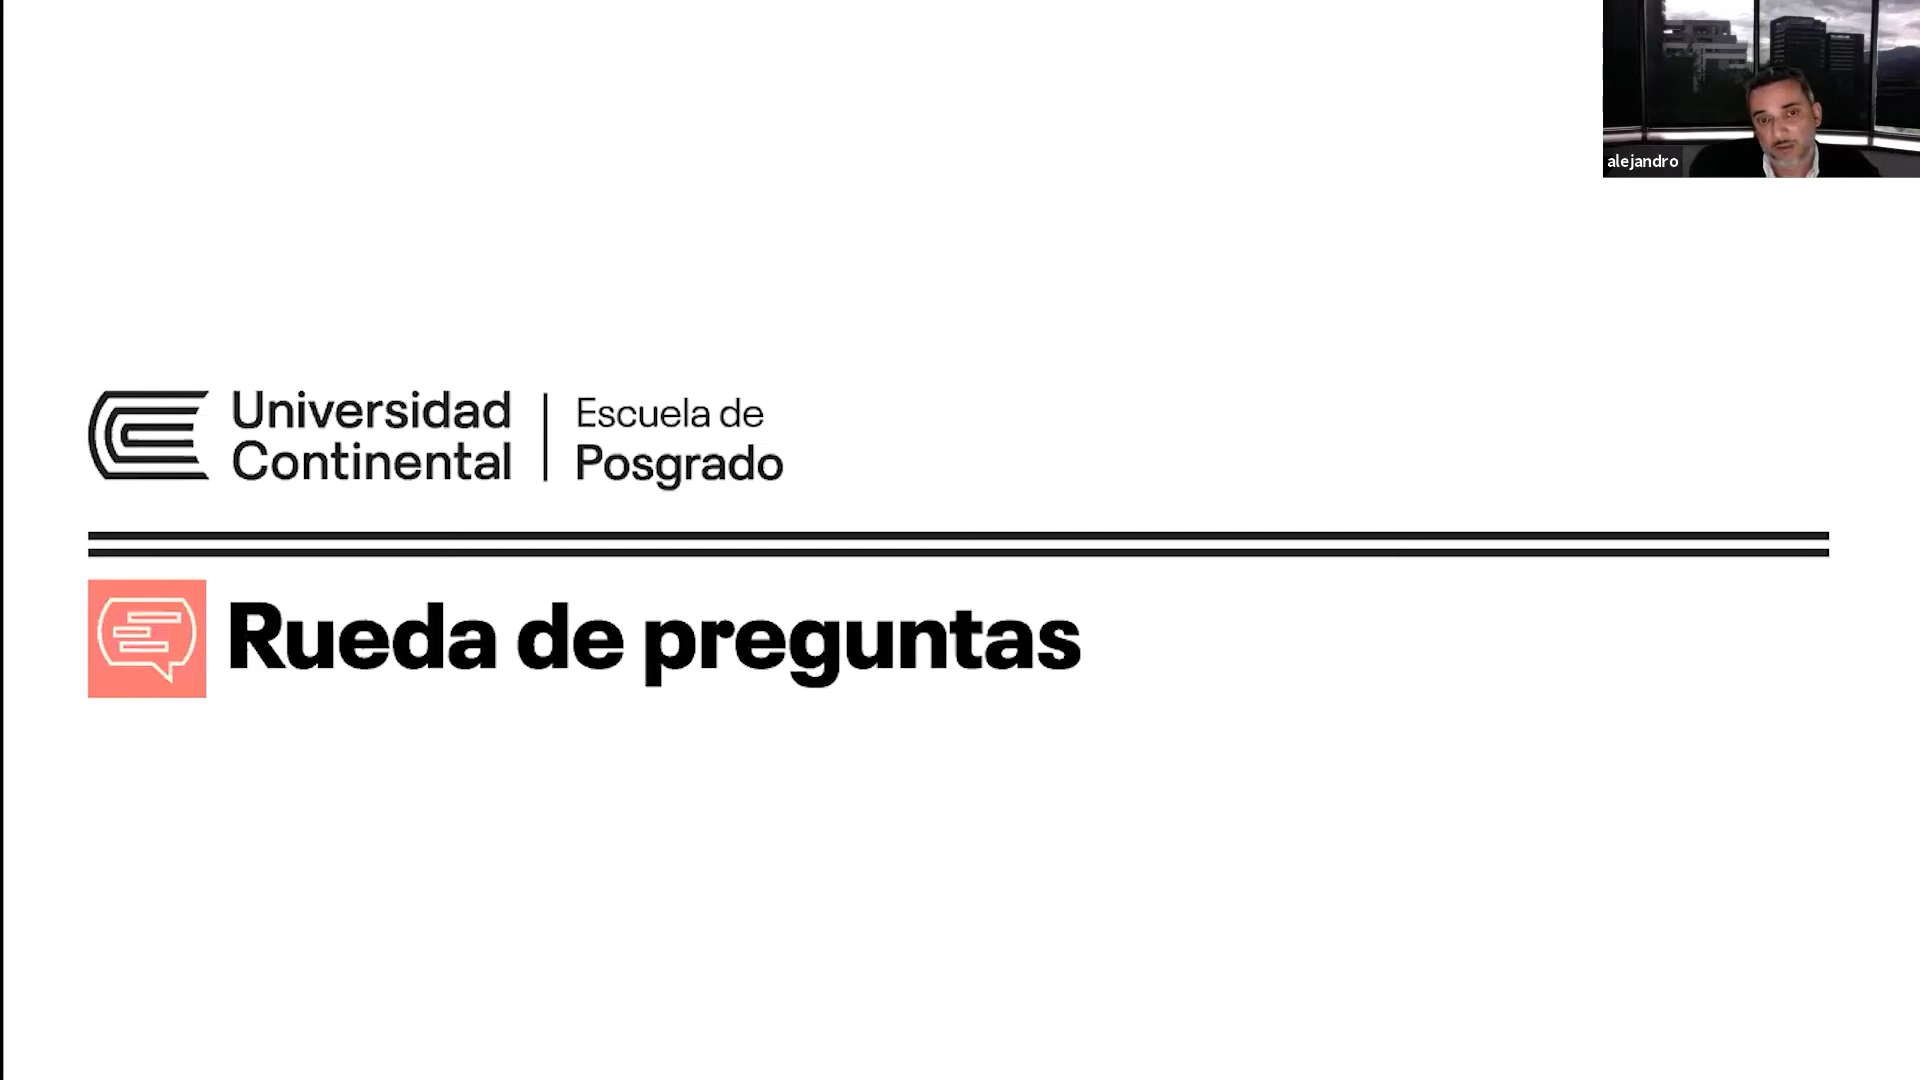 alejandro
Universidad
Continental
Escuela de
Posgrado
Rueda de preguntas